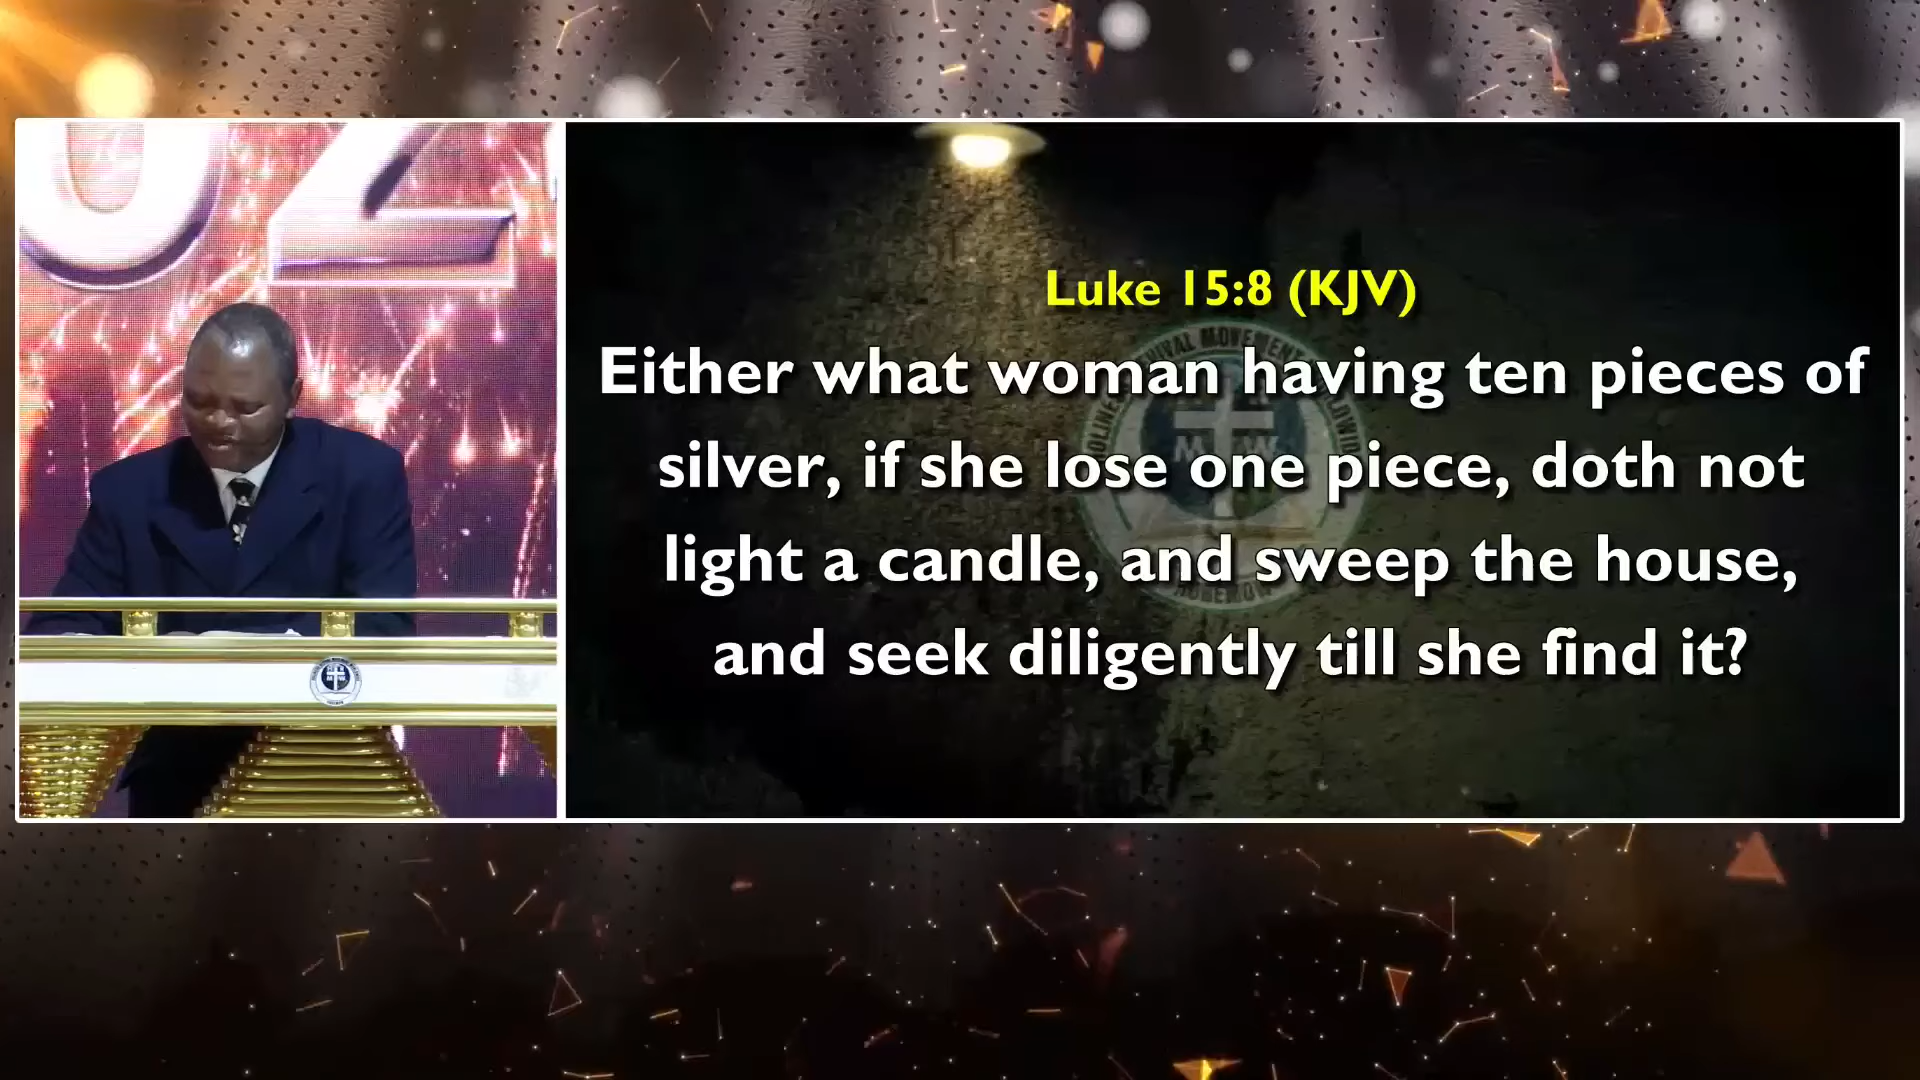 Luke 15:8 (KJV)
Either what woman having ten pieces of
silver, if she lose one piece, doth not
light a candle, and sweep the house,
and seek diligently till she find it?